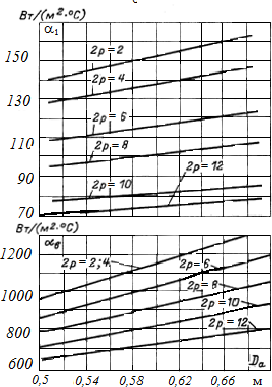 Вт/(м².°С)
α₁
150
2p = 2
2p = 4
130
110
2p = 6
2p = 8
90
2p = 10
2p = 12
70
Вт/(м².°С)
αв
1200
2p = 2; 4
2p = 6
2p = 8
1000
2p = 10
800
2p = 12
600
Dа
0,5 0,54 0,58 0,62 0,66 м